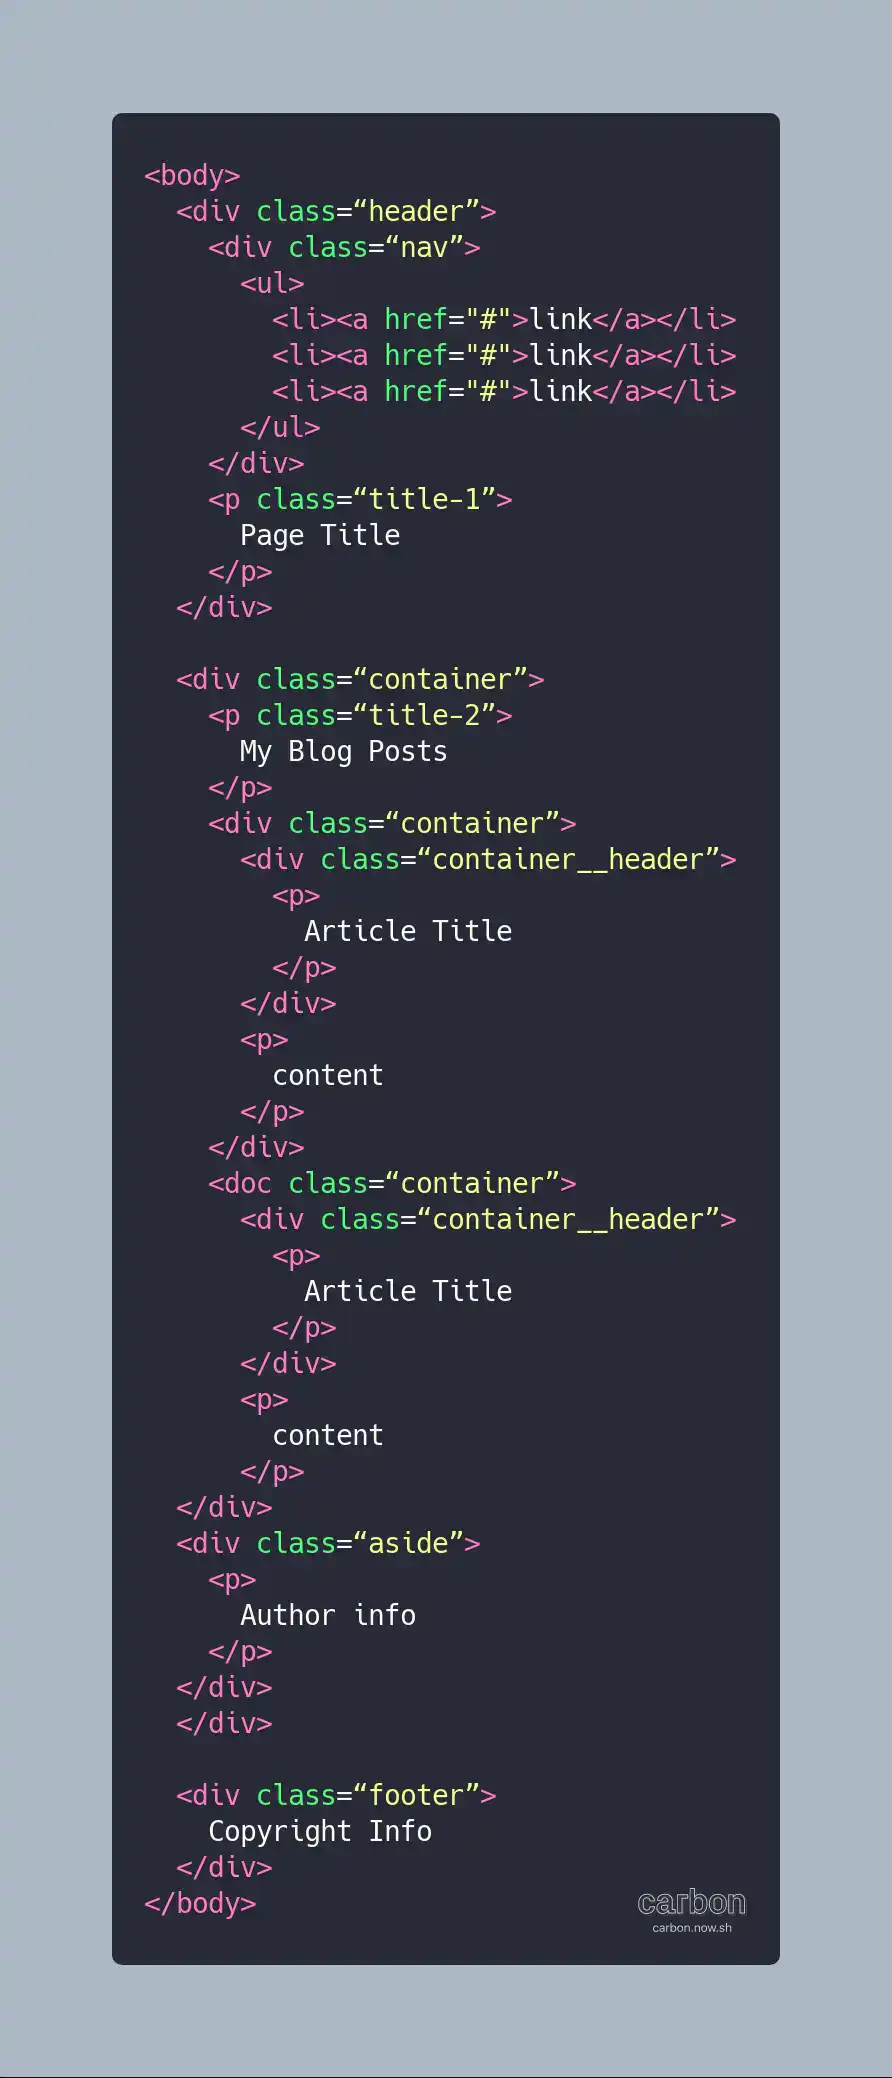 <body>
  <div class=“header”>
    <div class=“nav”>
      <ul>
        <li><a href="#">link</a></li>
        <li><a href="#">link</a></li>
        <li><a href="#">link</a></li>
      </ul>
    </div>
    <p class=“title-1”>
      Page Title
    </p>
  </div>

  <div class=“container”>
    <p class=“title-2”>
      My Blog Posts
    </p>
    <div class=“container”>
      <div class=“container__header”>
        <p>
          Article Title
        </p>
      </div>
      <p>
        content
      </p>
    </div>
    <doc class=“container”>
      <div class=“container__header”>
        <p>
          Article Title
        </p>
      </div>
      <p>
        content
      </p>
  </div>
  <div class=“aside”>
    <p>
      Author info
    </p>
  </div>
  </div>

  <div class=“footer”>
    Copyright Info
  </div>
</body>
carbon
carbon.now.sh